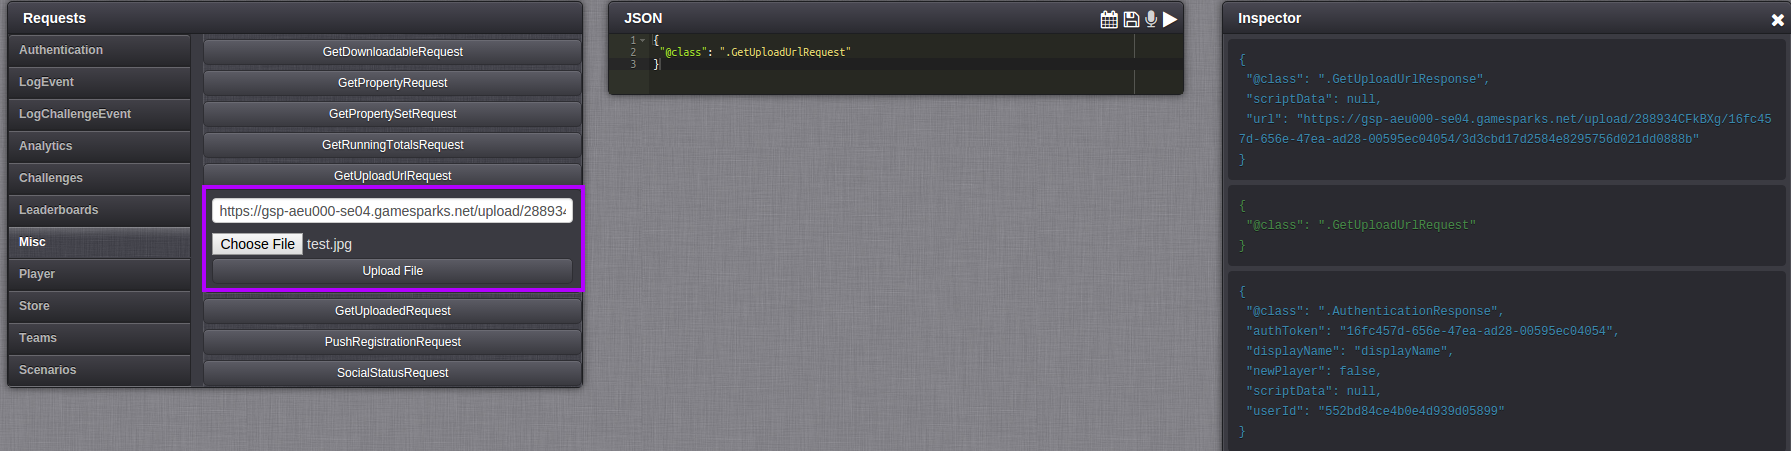 Requests
Authentication
LogEvent
LogChallengeEvent
Analytics
Challenges
Leaderboards
Misc
Player
Store
Teams
Scenarios
GetDownloadableRequest
GetPropertyRequest
GetPropertySetRequest
GetRunningTotalsRequest
GetUploadUrlRequest
https://gsp-aeu000-se04.gamesparks.net/upload/288934
Choose File test.jpg
Upload File
GetUploadedRequest
PushRegistrationRequest
SocialStatusRequest
JSON
1 {
2 "@class": ".GetUploadUrlRequest"
3 }
Inspector
{
"@class": ".GetUploadUrlResponse",
"scriptData": null,
"url": "https://gsp-aeu000-se04.gamesparks.net/upload/288934CFkBXg/16fc45
7d-656e-47ea-ad28-00595ec04054/3d3cbd17d2584e8295756d021dd0888b"
}
{
"@class": ".GetUploadUrlRequest"
}
{
"@class": ".AuthenticationResponse",
"authToken": "16fc457d-656e-47ea-ad28-00595ec04054",
"displayName": "displayName",
"newPlayer": false,
"scriptData": null,
"userId": "552bd84ce4b0e4d939d05899"
}